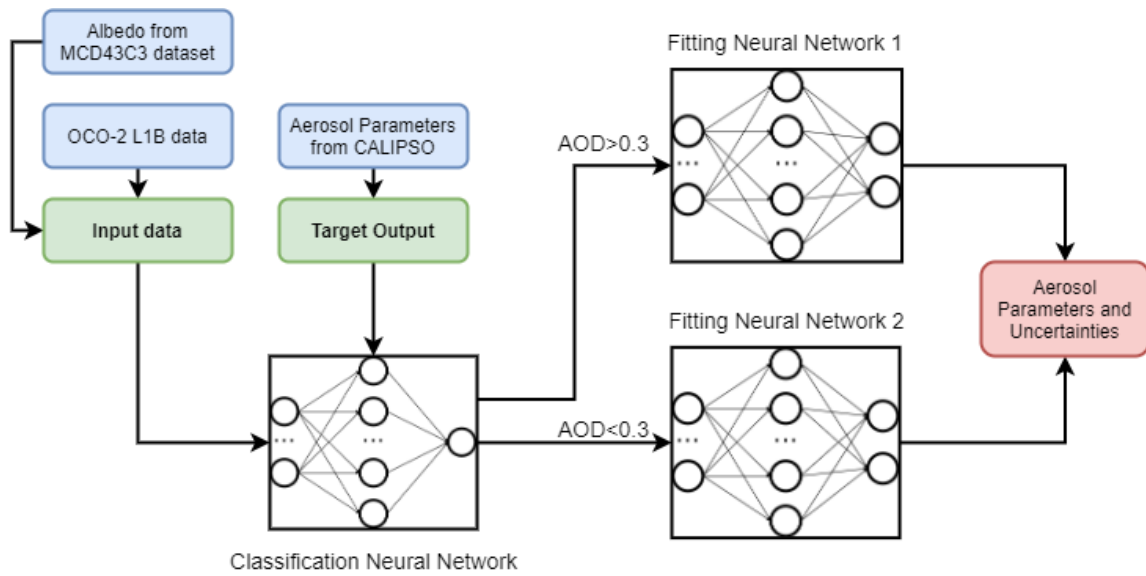 Albedo from
MCD43C3 dataset
OCO-2 L1B data
Aerosol Parameters
from CALIPSO
Input data
Target Output
Classification Neural Network
AOD>0.3
AOD<0.3
Fitting Neural Network 1
...
...
Fitting Neural Network 2
...
...
...
...
Aerosol
Parameters and
Uncertainties